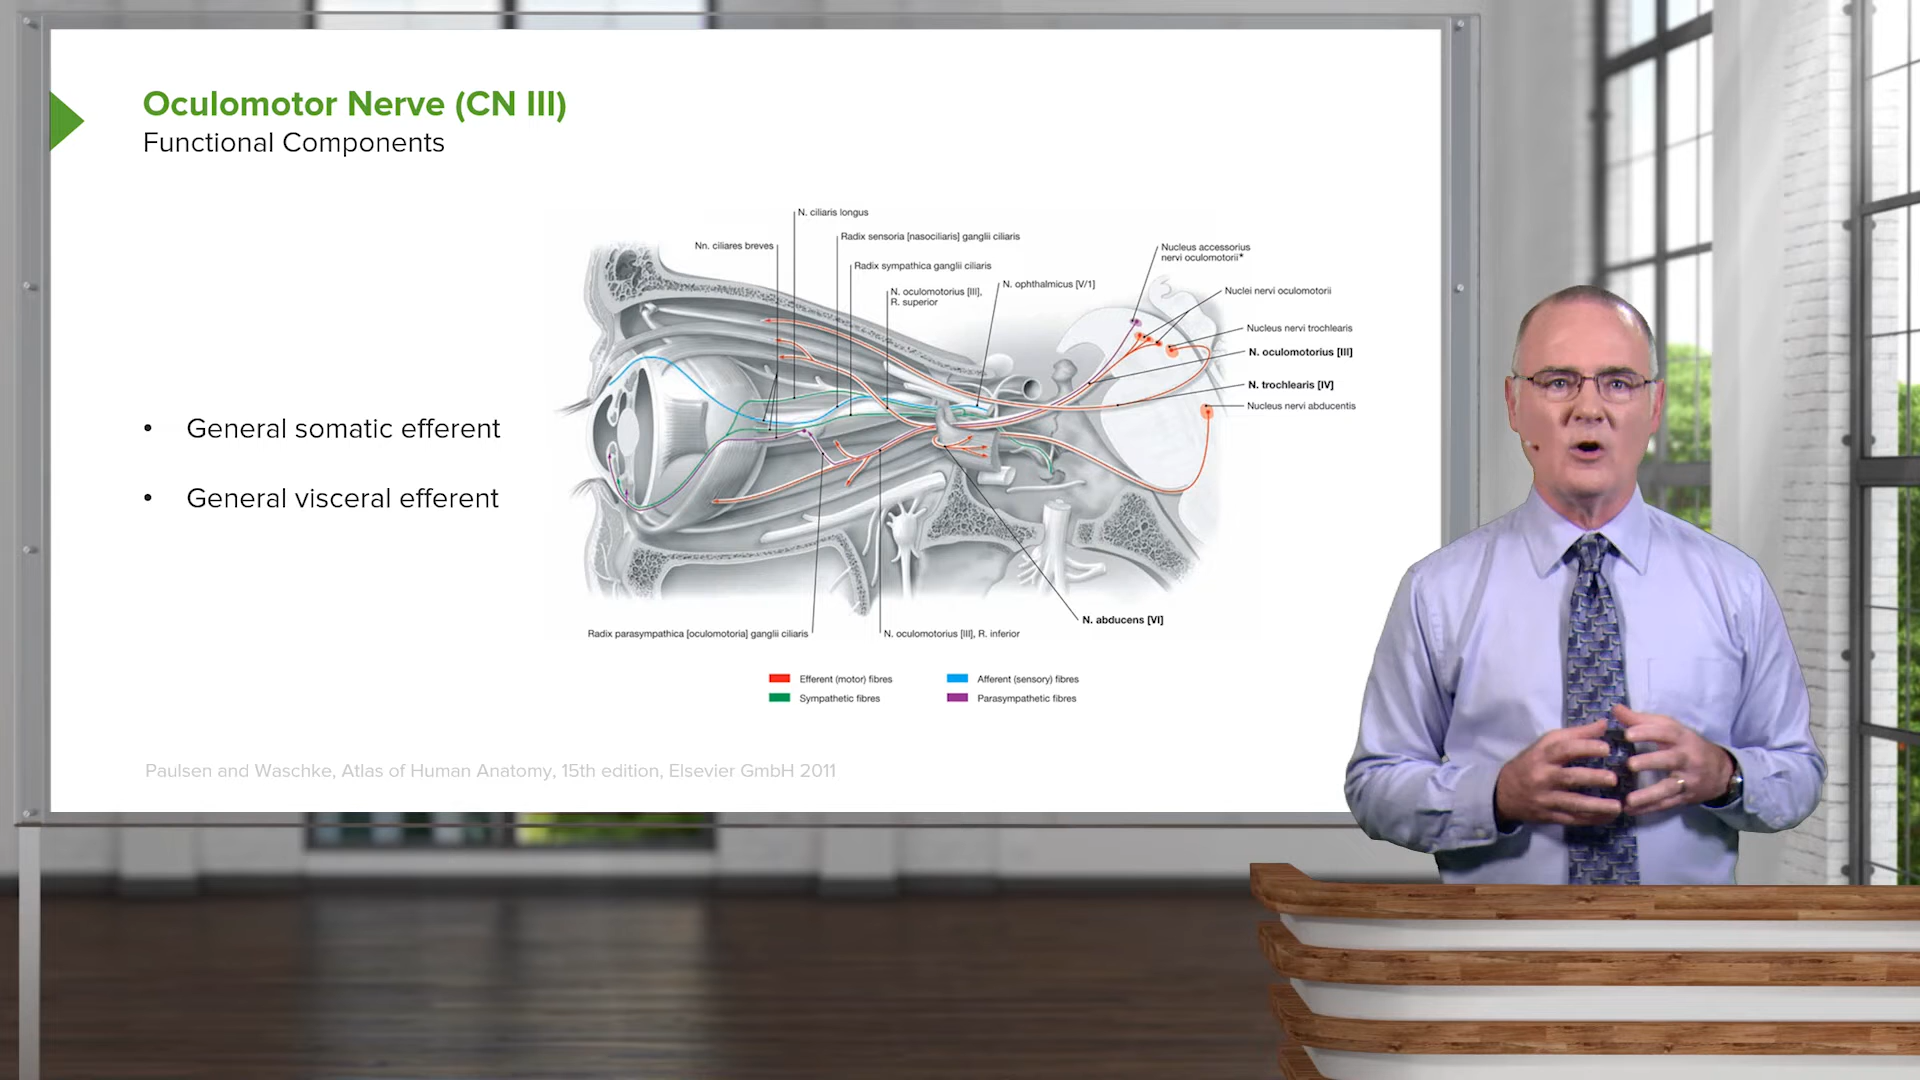 Oculomotor Nerve (CN III)
Functional Components
• General somatic efferent
• General visceral efferent
N. ciliaris longus
Radix sensoria [nasociliaris] ganglii ciliaris
Nn. ciliares breves
Radix sympathica ganglii ciliaris
N. oculomotorius [III],
R. superior
N. ophthalmicus [V/1]
Nucleus accessorius
nervi oculomotorii*
Nuclei nervi oculomotorii
Nucleus nervi trochlearis
N. oculomotorius [III]
N. trochlearis [IV]
Nucleus nervi abducentis
N. abducens [VI]
Radix parasympathica [oculomotoria] ganglii ciliaris
N. oculomotorius [III], R. inferior
Efferent (motor) fibres
Afferent (sensory) fibres
Sympathetic fibres
Parasympathetic fibres
Paulsen and Waschke, Atlas of Human Anatomy, 15th edition, Elsevier GmbH 2011